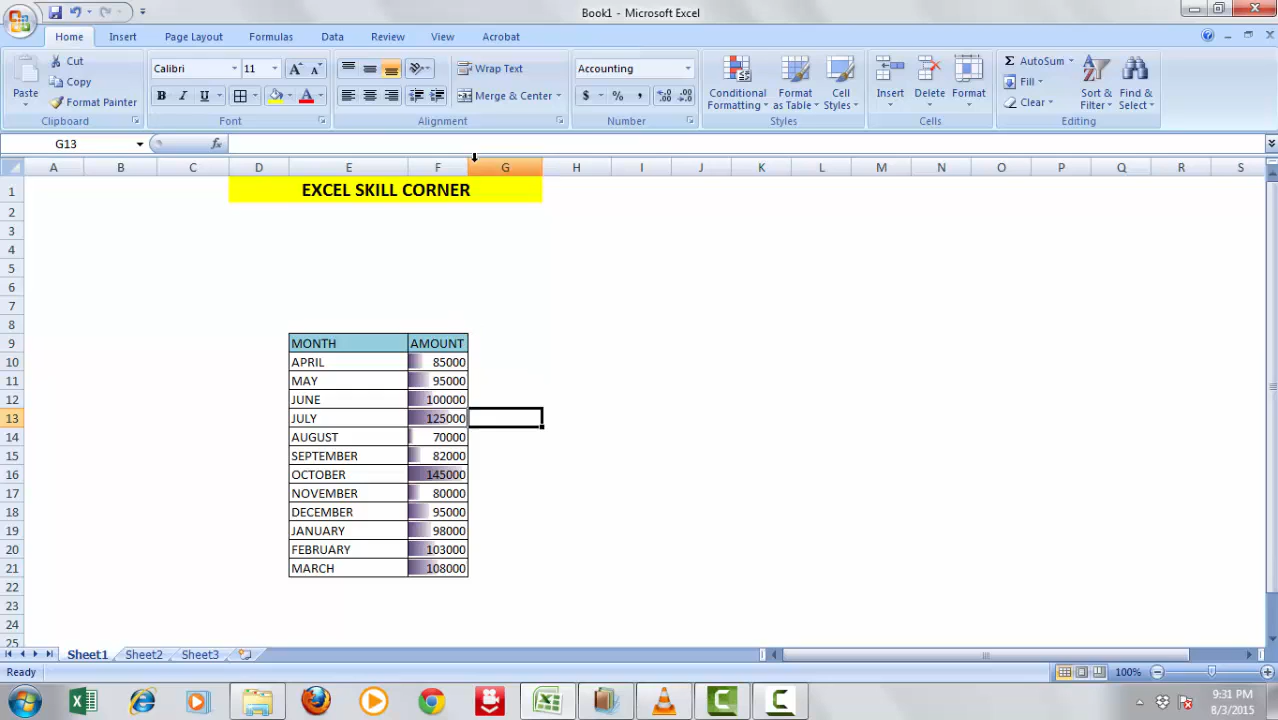 Book1 - Microsoft Excel
Home Insert Page Layout Formulas Data Review View Acrobat
Paste Cut Copy Format Painter Clipboard
Calibri 11 B I U A Font
Wrap Text Merge & Center Alignment
Accounting $ % , Number
Conditional Formatting Format as Table Cell Styles Styles
Insert Delete Format Cells
Σ AutoSum Fill Clear Sort & Filter Find & Select Editing
G13 fx
A B C D E F G H I J K L M N O P Q R S
1 EXCEL SKILL CORNER
2
3
4
5
6
7
8
9 MONTH AMOUNT
10 APRIL 85000
11 MAY 95000
12 JUNE 100000
13 JULY 125000
14 AUGUST 70000
15 SEPTEMBER 82000
16 OCTOBER 145000
17 NOVEMBER 80000
18 DECEMBER 95000
19 JANUARY 98000
20 FEBRUARY 103000
21 MARCH 108000
22
23
24
25
Sheet1 Sheet2 Sheet3
Ready 100%
9:31 PM
8/3/2015